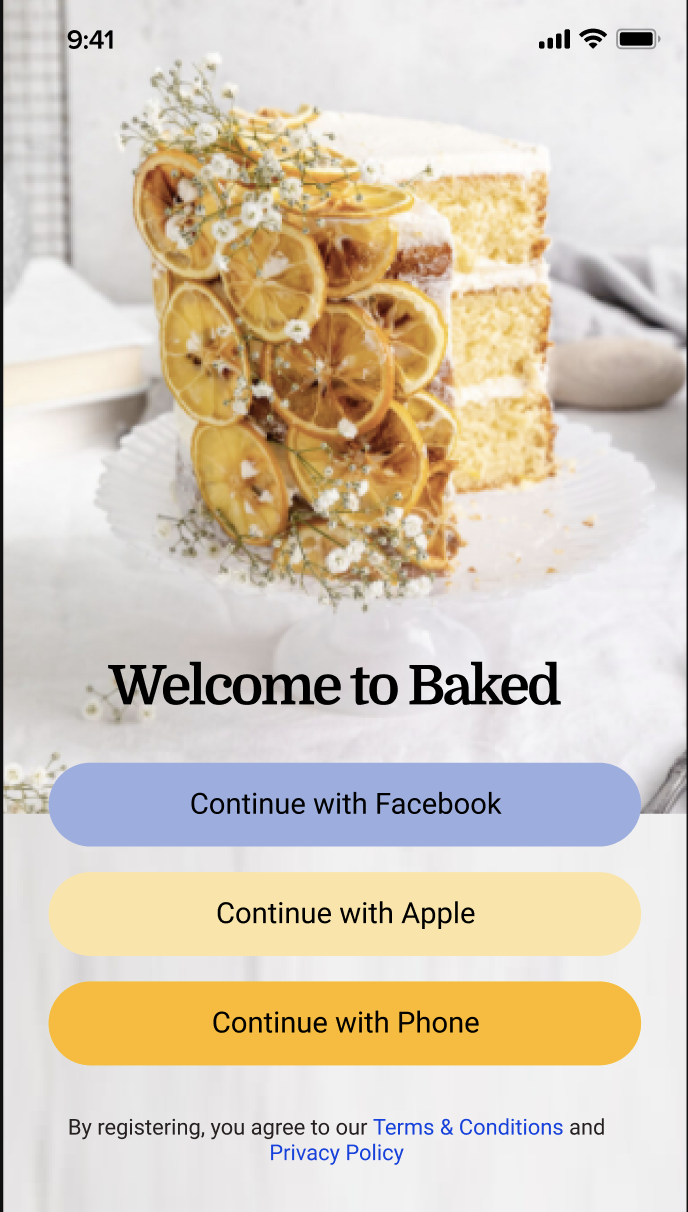 9:41
Welcome to Baked
Continue with Facebook
Continue with Apple
Continue with Phone
By registering, you agree to our Terms & Conditions and
Privacy Policy